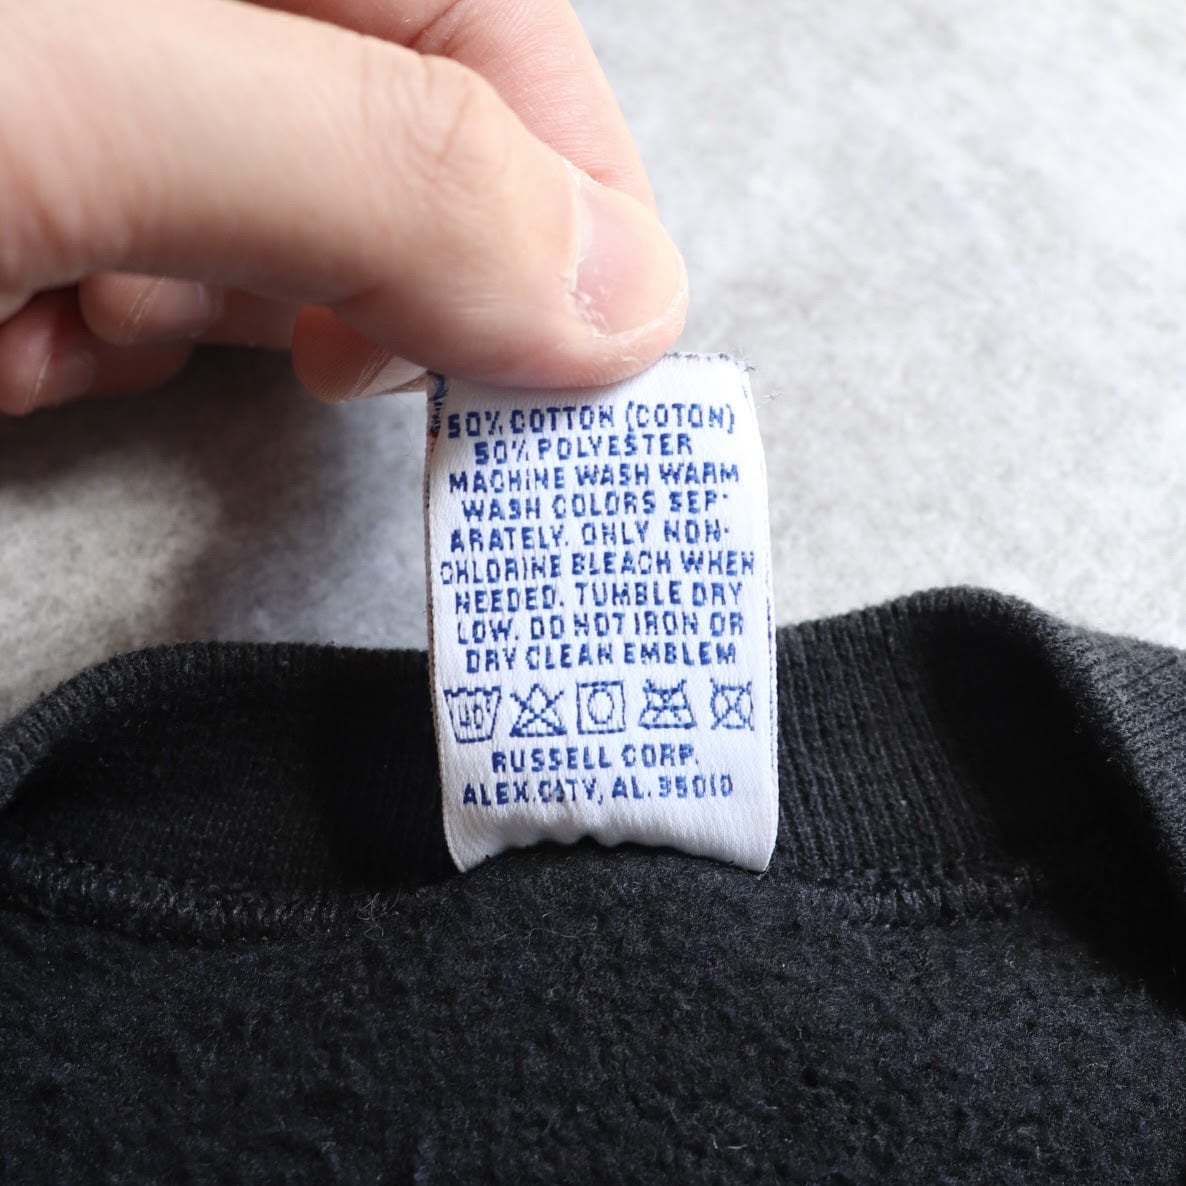 50% COTTON (COTON)
50% POLYESTER
MACHINE WASH WARM
WASH COLORS SEP-
ARATELY. ONLY NON-
CHLORINE BLEACH WHEN
NEEDED. TUMBLE DRY
LOW. DO NOT IRON OR
DRY CLEAN EMBLEM
40°
RUSSELL CORP.
ALEX.CITY, AL. 35010